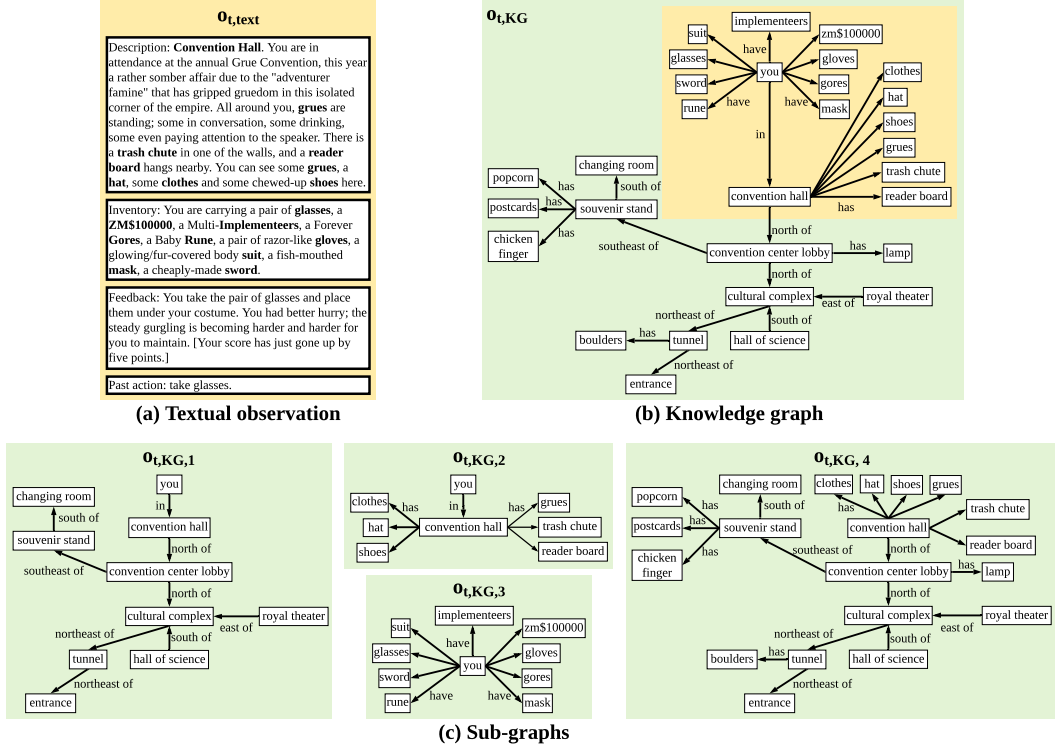 o_t,text
Description: Convention Hall. You are in
attendance at the annual Grue Convention, this year
a rather somber affair due to the "adventurer
famine" that has gripped gruedom in this isolated
corner of the empire. All around you, grues are
standing; some in conversation, some drinking,
some even paying attention to the speaker. There is
a trash chute in one of the walls, and a reader
board hangs nearby. You can see some grues, a
hat, some clothes and some chewed-up shoes here.
Inventory: You are carrying a pair of glasses, a
ZM$100000, a Multi-Implementeers, a Forever
Gores, a Baby Rune, a pair of razor-like gloves, a
glowing/fur-covered body suit, a fish-mouthed
mask, a cheaply-made sword.
Feedback: You take the pair of glasses and place
them under your costume. You had better hurry; the
steady gurgling is becoming harder and harder for
you to maintain. [Your score has just gone up by
five points.]
Past action: take glasses.
(a) Textual observation
o_t,KG
implementeers
suit
zm$100000
have
glasses
gloves
you
clothes
sword
gores
hat
rune
have
have
mask
shoes
in
grues
changing room
trash chute
popcorn
has
south of
convention hall
reader board
postcards
has
souvenir stand
has
has
north of
chicken
finger
southeast of
convention center lobby
has
lamp
north of
cultural complex
east of
royal theater
northeast of
south of
boulders
has
tunnel
hall of science
northeast of
entrance
(b) Knowledge graph
o_t,KG,1
changing room
you
in
south of
convention hall
souvenir stand
north of
southeast of
convention center lobby
north of
cultural complex
royal theater
east of
northeast of
south of
tunnel
hall of science
northeast of
entrance
o_t,KG,2
you
clothes
has
in
has
grues
hat
convention hall
trash chute
shoes
reader board
o_t,KG,3
implementeers
suit
zm$100000
have
glasses
gloves
you
sword
gores
rune
have
have
mask
o_t,KG, 4
changing room
clothes
hat
shoes
grues
popcorn
has
south of
has
trash chute
postcards
has
souvenir stand
convention hall
reader board
chicken
finger
has
southeast of
north of
convention center lobby
has
lamp
north of
cultural complex
royal theater
east of
northeast of
south of
boulders
has
tunnel
hall of science
northeast of
entrance
(c) Sub-graphs